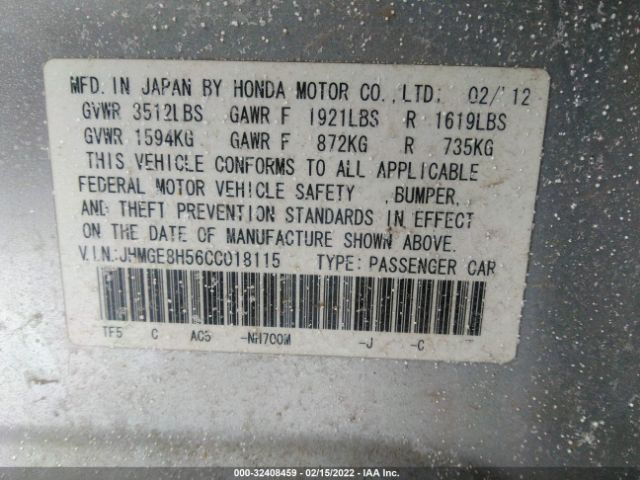 MFD. IN JAPAN BY HONDA MOTOR CO., LTD. 02/'12
GVWR 3512LBS GAWR F 1921LBS R 1619LBS
GVWR 1594KG GAWR F 872KG R 735KG
THIS VEHICLE CONFORMS TO ALL APPLICABLE
FEDERAL MOTOR VEHICLE SAFETY , BUMPER,
AND THEFT PREVENTION STANDARDS IN EFFECT
ON THE DATE OF MANUFACTURE SHOWN ABOVE.
V.I.N.:JHMGE8H56CC018115 TYPE: PASSENGER CAR
TF5 C AC5 -NH700M -J -C
000-32408459 - 02/15/2022 - IAA Inc.